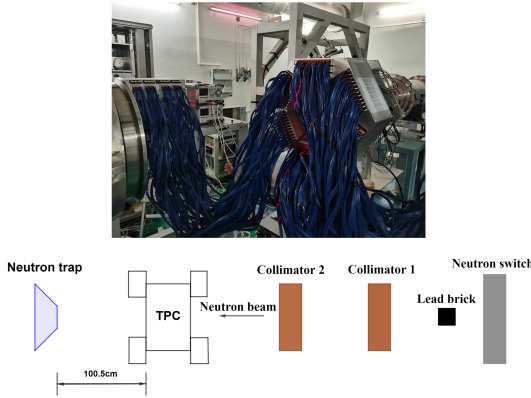 Neutron switch
Neutron trap
Collimator 2
Collimator 1
Lead brick
Neutron beam
TPC
100.5cm